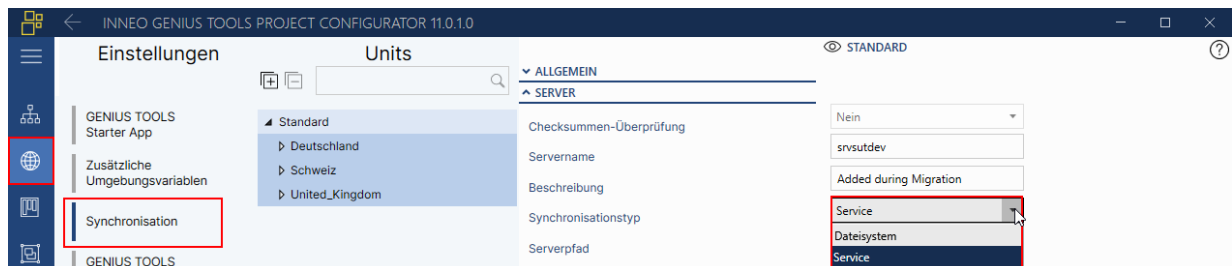 INNEO GENIUS TOOLS PROJECT CONFIGURATOR 11.0.1.0
Einstellungen
GENIUS TOOLS
Starter App
Zusätzliche
Umgebungsvariablen
Synchronisation
GENIUS TOOLS
Units
Standard
Deutschland
Schweiz
United_Kingdom
STANDARD
ALLGEMEIN
SERVER
Checksummen-Überprüfung
Nein
Servername
srvsutdev
Beschreibung
Added during Migration
Synchronisationstyp
Service
Dateisystem
Service
Serverpfad